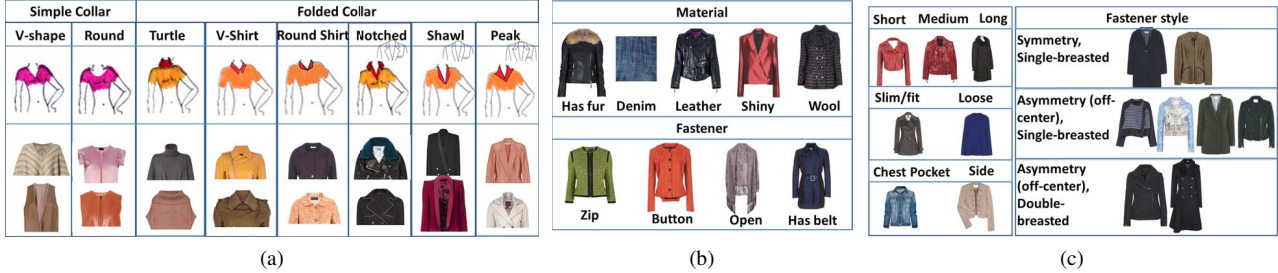 Simple Collar Folded Collar
V-shape Round Turtle V-Shirt Round Shirt Notched Shawl Peak
(a)
Material
Has fur Denim Leather Shiny Wool
Fastener
Zip Button Open Has belt
(b)
Short Medium Long
Slim/fit Loose
Chest Pocket Side
Fastener style
Symmetry,
Single-breasted
Asymmetry (off-
center),
Single-breasted
Asymmetry
(off-center),
Double-
breasted
(c)